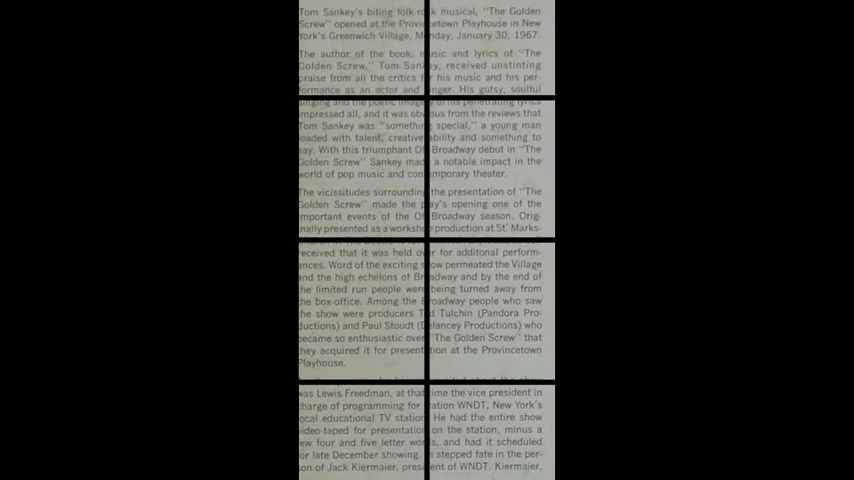 Tom Sankey's biting folk-rock musical, "The Golden
Screw" opened at the Provincetown Playhouse in New
York's Greenwich Village, Monday, January 30, 1967.
The author of the book, music and lyrics of "The
Golden Screw," Tom Sankey, received unstinting
praise from all the critics for his music and his per-
formance as an actor and singer. His gutsy, soulful
singing and the poetic imagery of his penetrating lyrics
impressed all, and it was obvious from the reviews that
Tom Sankey was "something special," a young man
loaded with talent, creative ability and something to
say. With this triumphant Off Broadway debut in "The
Golden Screw" Sankey made a notable impact in the
world of pop music and contemporary theater.
The vicissitudes surrounding the presentation of "The
Golden Screw" made the play's opening one of the
important events of the Off Broadway season. Orig-
inally presented as a workshop production at St. Marks-
received that it was held over for additonal perform-
ances. Word of the exciting show permeated the Village
and the high echelons of Broadway and by the end of
the limited run people were being turned away from
the box-office. Among the Broadway people who saw
the show were producers Ted Tulchin (Pandora Pro-
ductions) and Paul Stoudt (Delancey Productions) who
became so enthusiastic over "The Golden Screw" that
they acquired it for presentation at the Provincetown
Playhouse.
was Lewis Freedman, at that time the vice president in
charge of programming for station WNDT, New York's
local educational TV station. He had the entire show
video-taped for presentation on the station, minus a
few four and five letter words, and had it scheduled
for late December showing. In stepped fate in the per-
son of Jack Kiermaier, president of WNDT. Kiermaier,